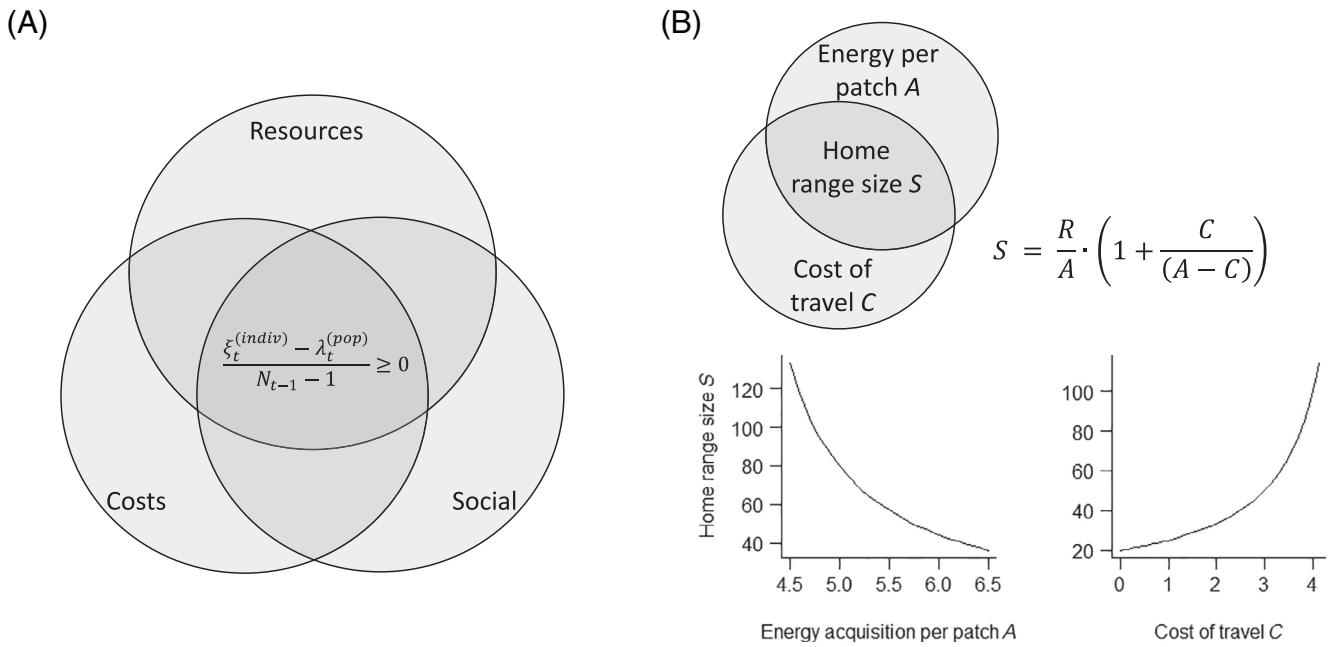 (A)
Resources
Costs
Social
ξ_t^(indiv) − λ_t^(pop)
N_{t−1} − 1
≥ 0
(B)
Energy per
patch A
Home
range size S
Cost of
travel C
S = R/A · (1 + C/(A − C))
Home range size S
120
100
80
60
40
4.5 5.0 5.5 6.0 6.5
Energy acquisition per patch A
100
80
60
40
20
0 1 2 3 4
Cost of travel C